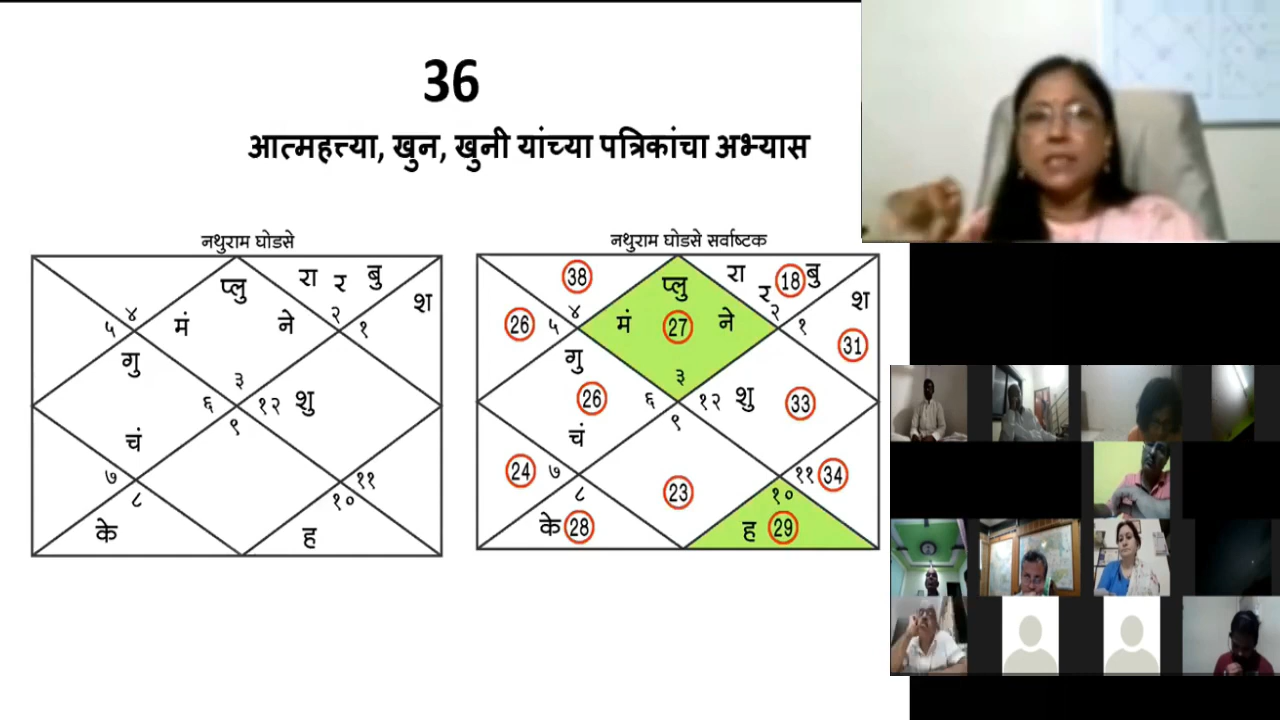 36
आत्महत्त्या, खुन, खुनी यांच्या पत्रिकांचा अभ्यास
नथुराम घोडसे
प्लु
रा र बु
श
४
५
मं
ने
२
१
गु
३
६
१२ शु
९
चं
७
८
११
१०
के
ह
नथुराम घोडसे सर्वाष्टक
38
प्लु
रा
र
18 बु
श
26 ५
४
मं
27
ने
२
१
31
गु
३
26
६
१२ शु
33
९
चं
24 ७
८
23
११ 34
१०
के 28
ह 29